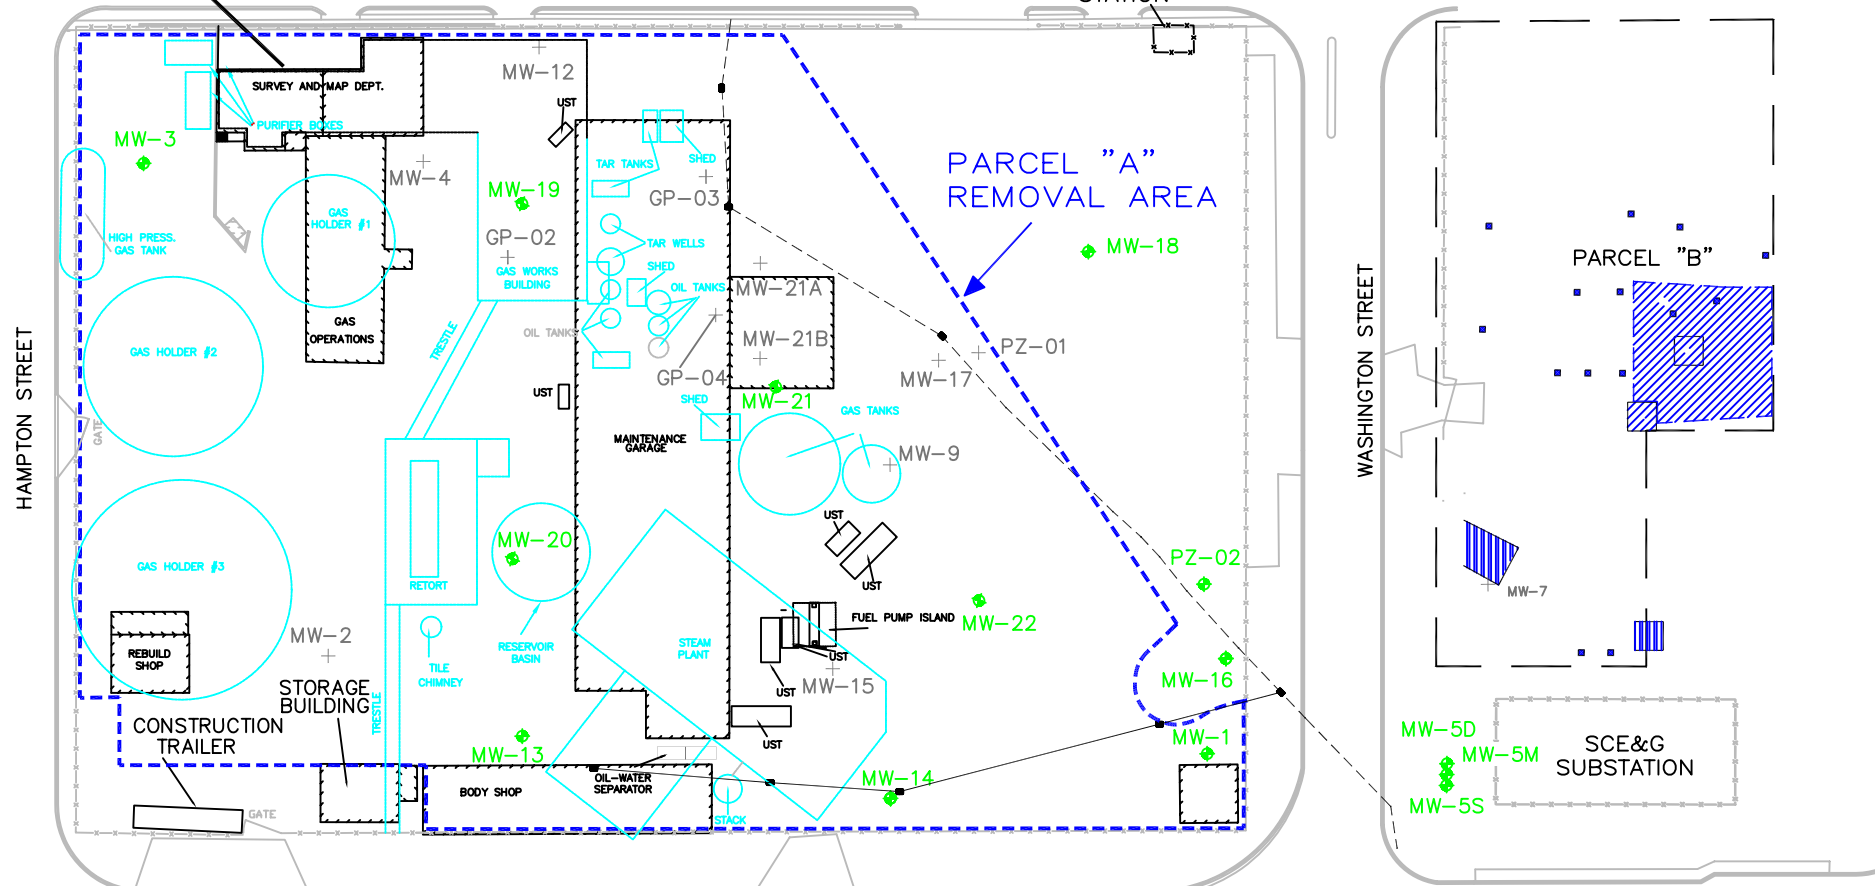 STATION
MW-12
SURVEY AND MAP DEPT.
UST
PURIFIER BOXES
MW-3
MW-4
TAR TANKS
SHED
PARCEL "A"
REMOVAL AREA
MW-19
GP-03
GAS
HOLDER #1
HIGH PRESS.
GAS TANK
GP-02
TAR WELLS
MW-18
PARCEL "B"
GAS WORKS
BUILDING
SHED
OIL TANKS
MW-21A
GAS
OPERATIONS
OIL TANKS
TRESTLE
MW-21B
PZ-01
HAMPTON STREET
WASHINGTON STREET
GAS HOLDER #2
GP-04
MW-17
UST
SHED
MW-21
GAS TANKS
GATE
MAINTENANCE
GARAGE
MW-9
UST
MW-20
PZ-02
GAS HOLDER #3
RETORT
UST
MW-7
FUEL PUMP ISLAND
MW-22
MW-2
REBUILD
SHOP
RESERVOIR
BASIN
STEAM
PLANT
UST
TILE
CHIMNEY
MW-16
STORAGE
BUILDING
UST
MW-15
TRESTLE
CONSTRUCTION
TRAILER
UST
MW-13
MW-1
MW-5D
MW-5M
SCE&G
SUBSTATION
MW-14
OIL-WATER
SEPARATOR
BODY SHOP
MW-5S
GATE
STACK